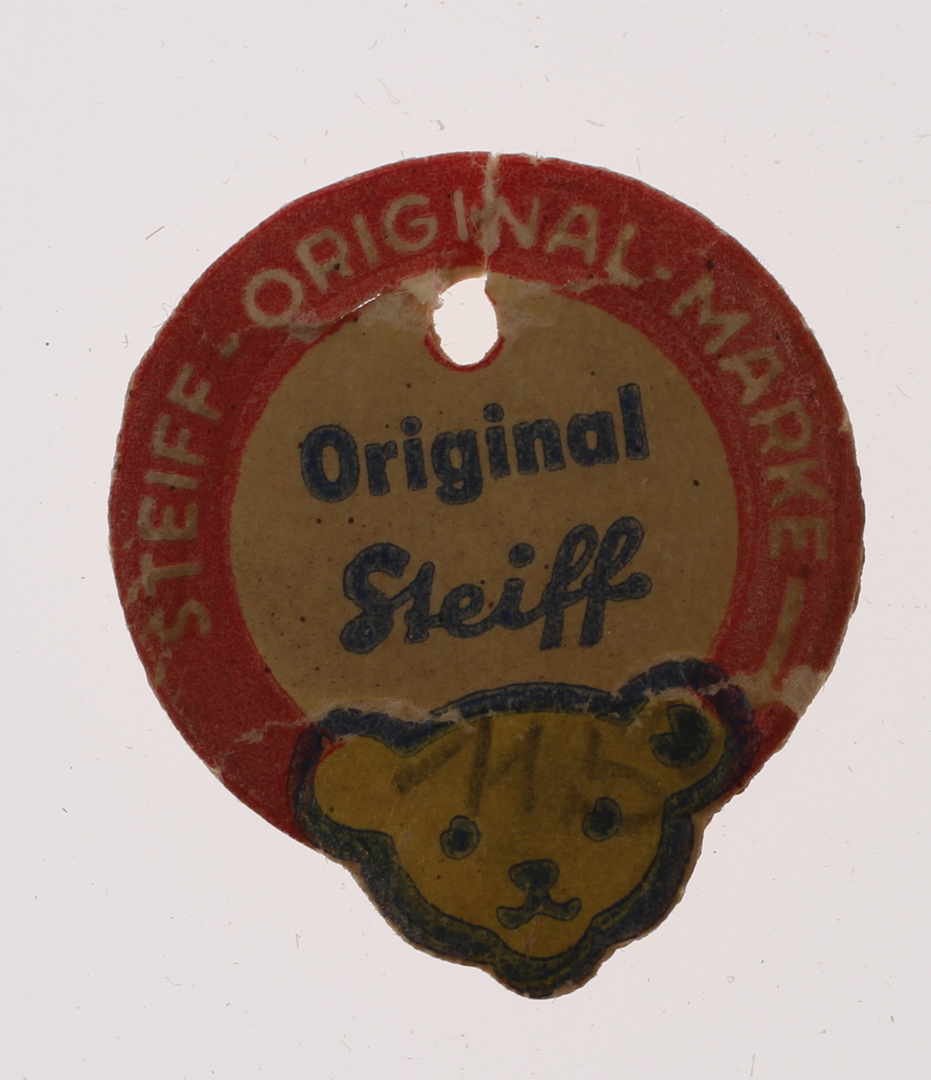 STEIFF - ORIGINAL - MARKE —
Original
Steiff